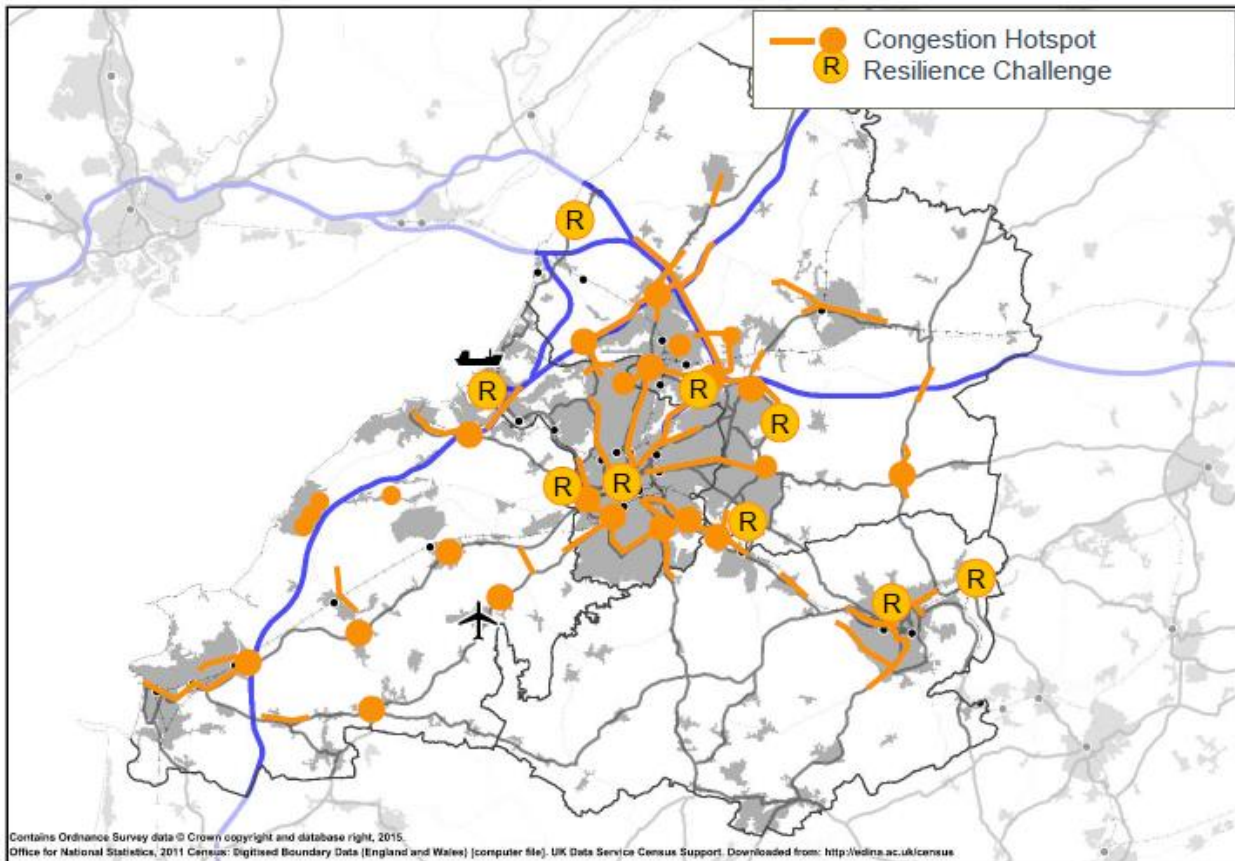 Congestion Hotspot
R Resilience Challenge
R
R
R
R
R
R
R
R
R
Contains Ordnance Survey data © Crown copyright and database right, 2015.
Office for National Statistics, 2011 Census: Digitised Boundary Data (England and Wales) [computer file]. UK Data Service Census Support. Downloaded from: http://edina.ac.uk/census